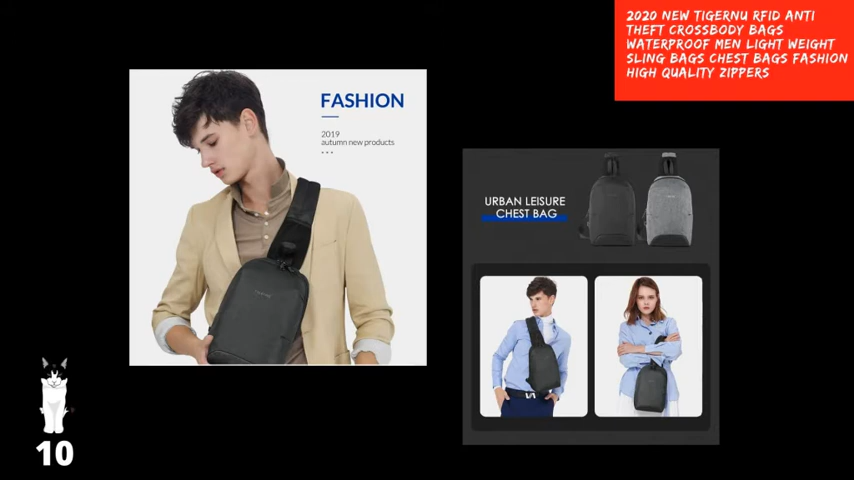 2020 NEW TIGERNU RFID ANTI
THEFT CROSSBODY BAGS
WATERPROOF MEN LIGHT WEIGHT
SLING BAGS CHEST BAGS FASHION
HIGH QUALITY ZIPPERS
FASHION
2019
autumn new products
URBAN LEISURE
CHEST BAG
10